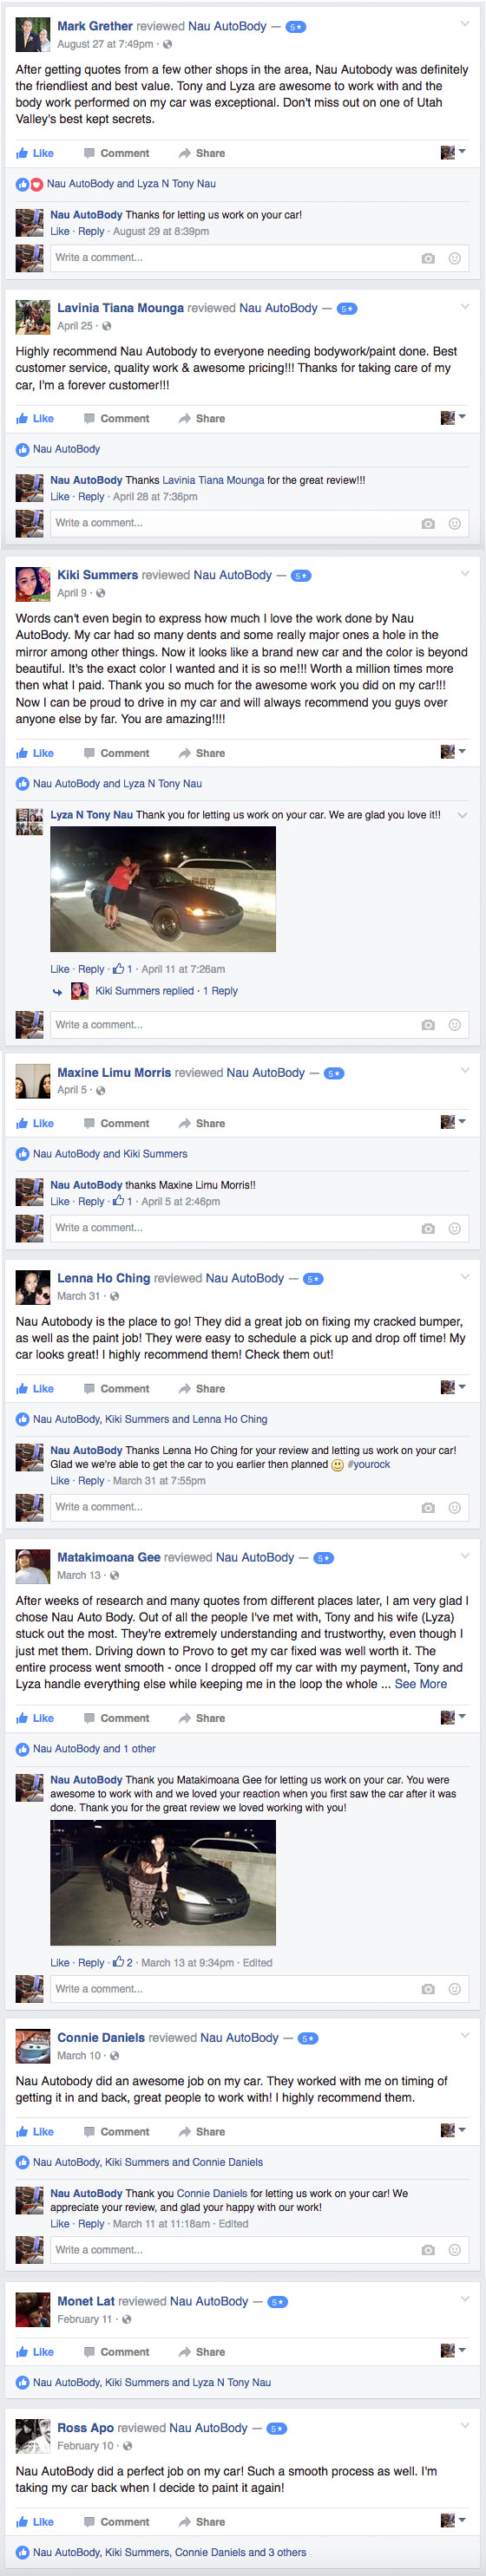 Mark Grether reviewed Nau AutoBody — 5★
August 27 at 7:49pm ·
After getting quotes from a few other shops in the area, Nau Autobody was definitely
the friendliest and best value. Tony and Lyza are awesome to work with and the
body work performed on my car was exceptional. Don't miss out on one of Utah
Valley's best kept secrets.
Like Comment Share
Nau AutoBody and Lyza N Tony Nau
Nau AutoBody Thanks for letting us work on your car!
Like · Reply · August 29 at 8:39pm
Write a comment...
Lavinia Tiana Mounga reviewed Nau AutoBody — 5★
April 25 ·
Highly recommend Nau Autobody to everyone needing bodywork/paint done. Best
customer service, quality work & awesome pricing!!! Thanks for taking care of my
car, I'm a forever customer!!!
Like Comment Share
Nau AutoBody
Nau AutoBody Thanks Lavinia Tiana Mounga for the great review!!!
Like · Reply · April 28 at 7:36pm
Write a comment...
Kiki Summers reviewed Nau AutoBody — 5★
April 9 ·
Words can't even begin to express how much I love the work done by Nau
AutoBody. My car had so many dents and some really major ones a hole in the
mirror among other things. Now it looks like a brand new car and the color is beyond
beautiful. It's the exact color I wanted and it is so me!!! Worth a million times more
then what I paid. Thank you so much for the awesome work you did on my car!!!
Now I can be proud to drive in my car and will always recommend you guys over
anyone else by far. You are amazing!!!!
Like Comment Share
Nau AutoBody and Lyza N Tony Nau
Lyza N Tony Nau Thank you for letting us work on your car. We are glad you love it!!
Like · Reply · 1 · April 11 at 7:26am
Kiki Summers replied · 1 Reply
Write a comment...
Maxine Limu Morris reviewed Nau AutoBody — 5★
April 5 ·
Like Comment Share
Nau AutoBody and Kiki Summers
Nau AutoBody thanks Maxine Limu Morris!!
Like · Reply · 1 · April 5 at 2:46pm
Write a comment...
Lenna Ho Ching reviewed Nau AutoBody — 5★
March 31 ·
Nau Autobody is the place to go! They did a great job on fixing my cracked bumper,
as well as the paint job! They were easy to schedule a pick up and drop off time! My
car looks great! I highly recommend them! Check them out!
Like Comment Share
Nau AutoBody, Kiki Summers and Lenna Ho Ching
Nau AutoBody Thanks Lenna Ho Ching for your review and letting us work on your car!
Glad we we're able to get the car to you earlier then planned 🙂 #yourock
Like · Reply · March 31 at 7:55pm
Write a comment...
Matakimoana Gee reviewed Nau AutoBody — 5★
March 13 ·
After weeks of research and many quotes from different places later, I am very glad I
chose Nau Auto Body. Out of all the people I've met with, Tony and his wife (Lyza)
stuck out the most. They're extremely understanding and trustworthy, even though I
just met them. Driving down to Provo to get my car fixed was well worth it. The
entire process went smooth - once I dropped off my car with my payment, Tony and
Lyza handle everything else while keeping me in the loop the whole ... See More
Like Comment Share
Nau AutoBody and 1 other
Nau AutoBody Thank you Matakimoana Gee for letting us work on your car. You were
awesome to work with and we loved your reaction when you first saw the car after it was
done. Thank you for the great review we loved working with you!
Like · Reply · 2 · March 13 at 9:34pm · Edited
Write a comment...
Connie Daniels reviewed Nau AutoBody — 5★
March 10 ·
Nau Autobody did an awesome job on my car. They worked with me on timing of
getting it in and back, great people to work with! I highly recommend them.
Like Comment Share
Nau AutoBody, Kiki Summers and Connie Daniels
Nau AutoBody Thank you Connie Daniels for letting us work on your car! We
appreciate your review, and glad your happy with our work!
Like · Reply · March 11 at 11:18am · Edited
Write a comment...
Monet Lat reviewed Nau AutoBody — 5★
February 11 ·
Like Comment Share
Nau AutoBody, Kiki Summers and Lyza N Tony Nau
Ross Apo reviewed Nau AutoBody — 5★
February 10 ·
Nau AutoBody did a perfect job on my car! Such a smooth process as well. I'm
taking my car back when I decide to paint it again!
Like Comment Share
Nau AutoBody, Kiki Summers, Connie Daniels and 3 others